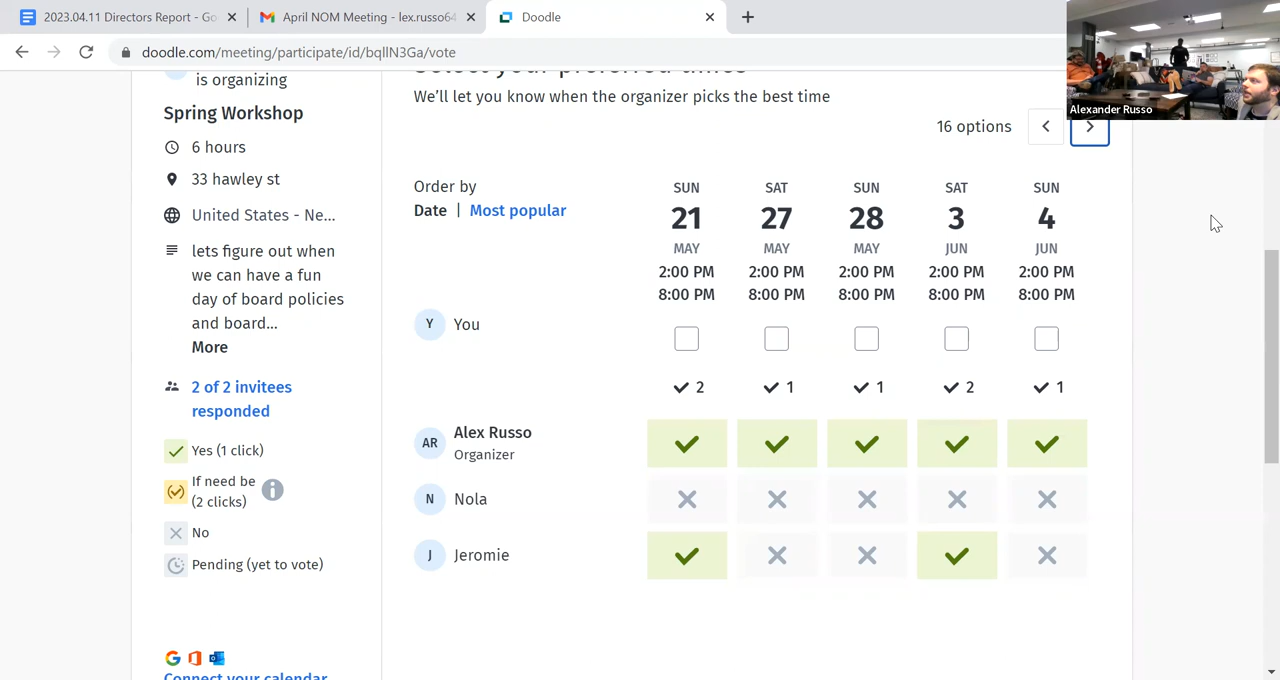 2023.04.11 Directors Report - Go
April NOM Meeting - lex.russo64
Doodle
doodle.com/meeting/participate/id/bqllN3Ga/vote
Alexander Russo
is organizing
Spring Workshop
6 hours
33 hawley st
United States - Ne...
lets figure out when
we can have a fun
day of board policies
and board...
More
2 of 2 invitees
responded
Yes (1 click)
If need be
(2 clicks)
No
Pending (yet to vote)
Connect your calendar
Select your preferred times
We'll let you know when the organizer picks the best time
16 options
Order by
Date | Most popular
SUN SAT SUN SAT SUN
21 27 28 3 4
MAY MAY MAY JUN JUN
2:00 PM 2:00 PM 2:00 PM 2:00 PM 2:00 PM
8:00 PM 8:00 PM 8:00 PM 8:00 PM 8:00 PM
Y You
2 1 1 2 1
AR Alex Russo
Organizer
N Nola
J Jeromie